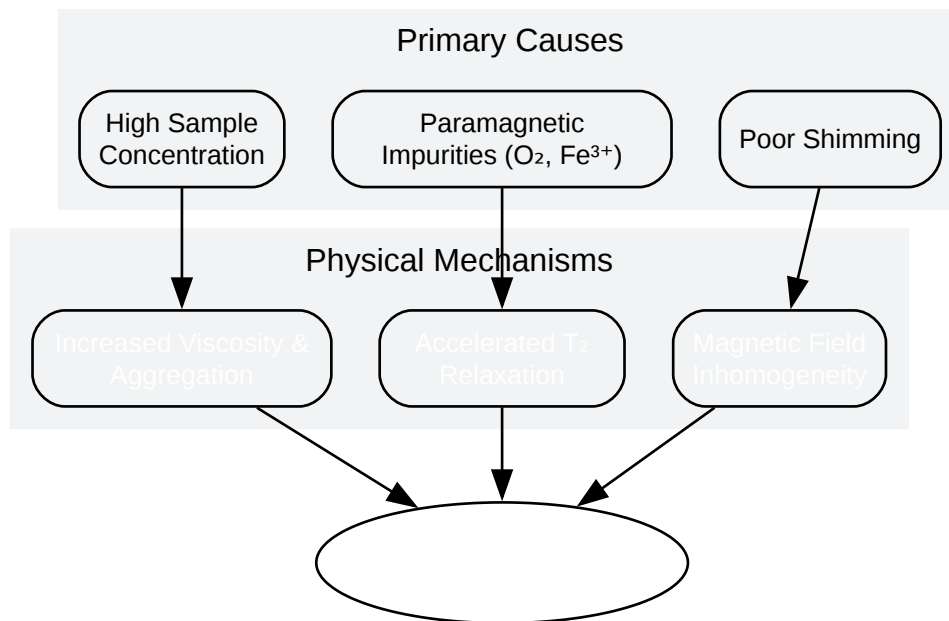 Primary Causes
High Sample
Concentration
Paramagnetic
Impurities (O₂, Fe³⁺)
Poor Shimming
Physical Mechanisms
Increased Viscosity &
Aggregation
Accelerated T₂
Relaxation
Magnetic Field
Inhomogeneity